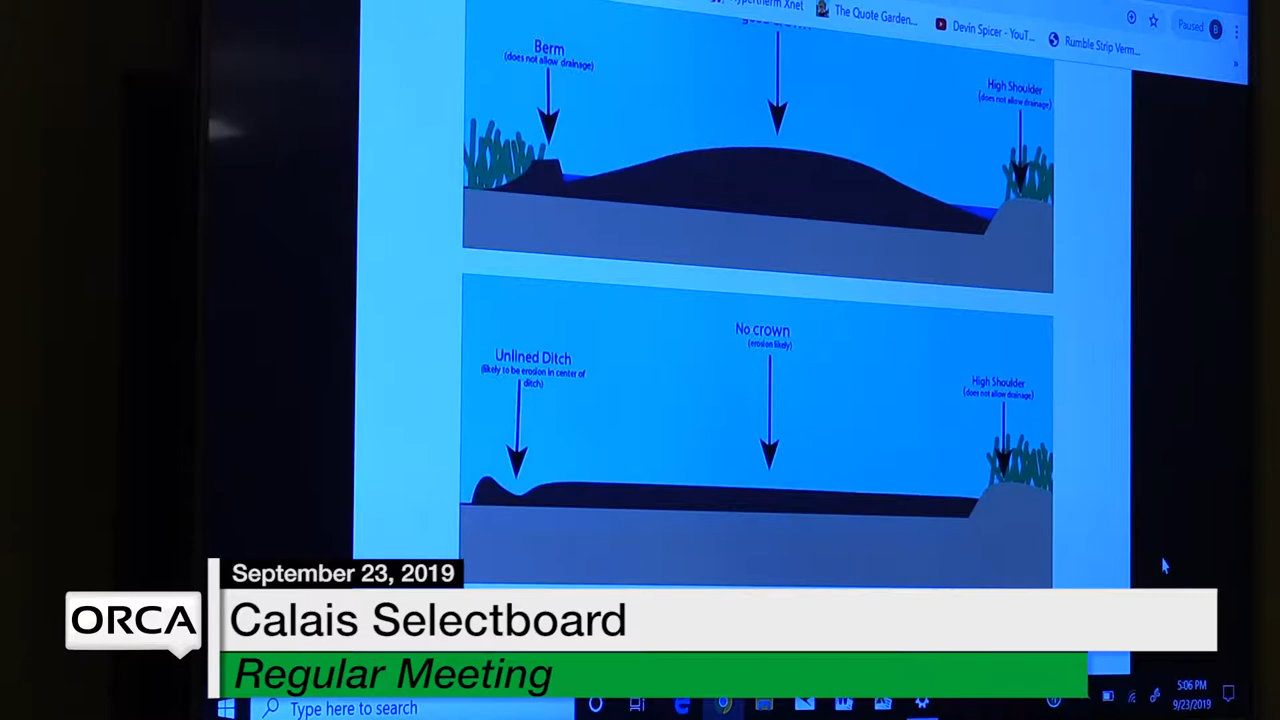 Hypertherm Xnet
The Quote Garden...
Devin Spicer - YouT...
Rumble Strip Verm...
Paused
B
Berm
(does not allow drainage)
High Shoulder
(does not allow drainage)
No crown
(erosion likely)
Unlined Ditch
(likely to be erosion in center of
ditch)
High Shoulder
(does not allow drainage)
September 23, 2019
ORCA
Calais Selectboard
Regular Meeting
Type here to search
5:06 PM
9/23/2019